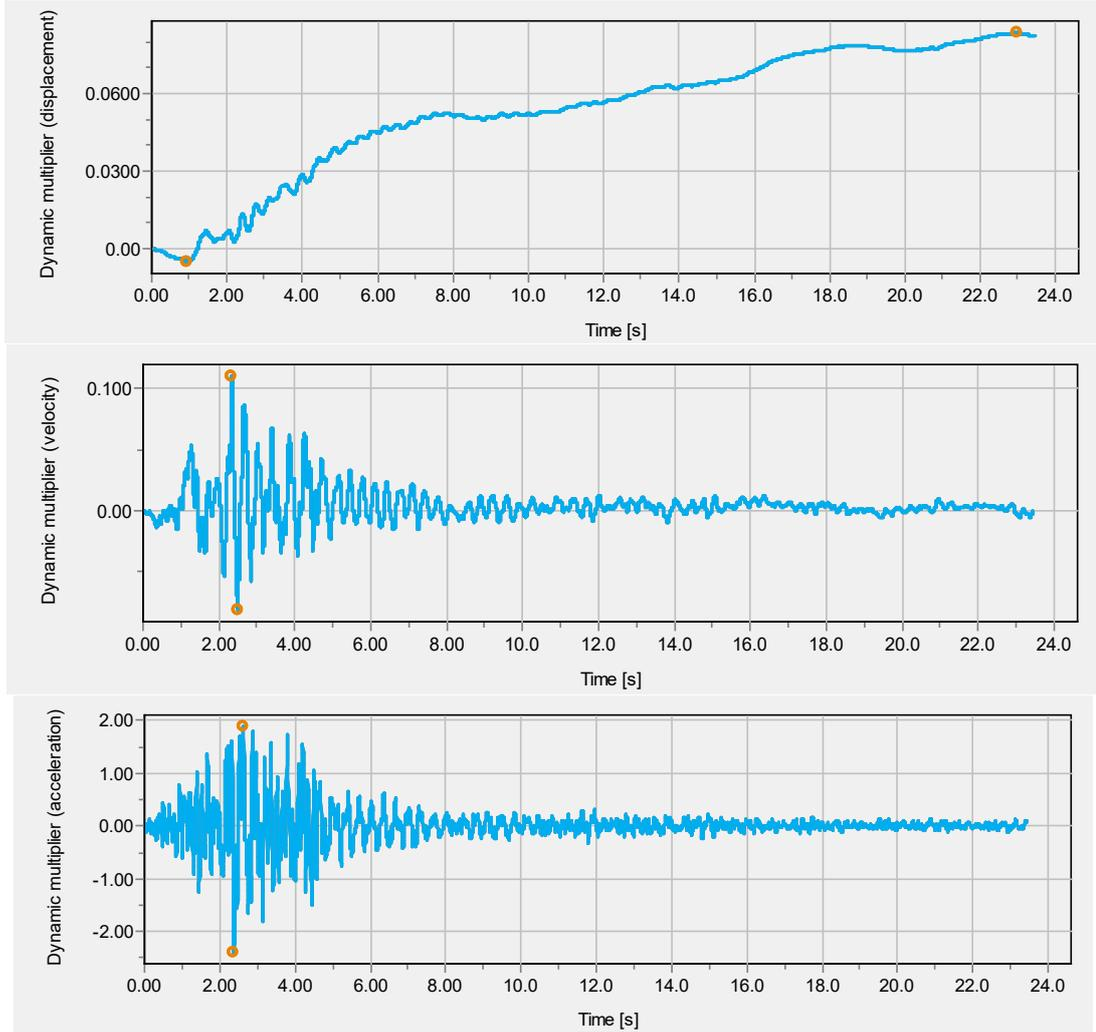 Dynamic multiplier (displacement)
0.0600
0.0300
0.00
0.00 2.00 4.00 6.00 8.00 10.0 12.0 14.0 16.0 18.0 20.0 22.0 24.0
Time [s]
Dynamic multiplier (velocity)
0.100
0.00
0.00 2.00 4.00 6.00 8.00 10.0 12.0 14.0 16.0 18.0 20.0 22.0 24.0
Time [s]
Dynamic multiplier (acceleration)
2.00
1.00
0.00
-1.00
-2.00
0.00 2.00 4.00 6.00 8.00 10.0 12.0 14.0 16.0 18.0 20.0 22.0 24.0
Time [s]